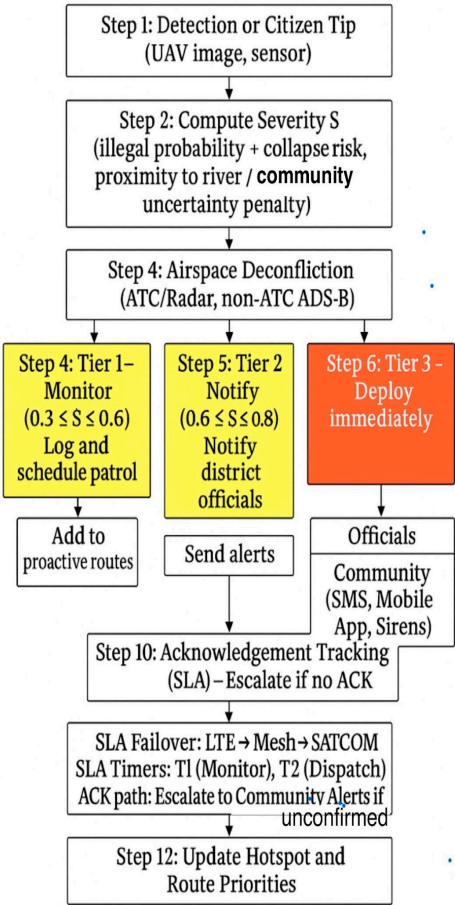 Step 1: Detection or Citizen Tip
(UAV image, sensor)
Step 2: Compute Severity S
(illegal probability + collapse risk,
proximity to river / community
uncertainty penalty)
Step 4: Airspace Deconfliction
(ATC/Radar, non-ATC ADS-B)
Step 4: Tier 1–
Monitor
(0.3 ≤ S ≤ 0.6)
Log and
schedule patrol
Step 5: Tier 2
Notify
(0.6 ≤ S ≤ 0.8)
Notify
district
officials
Step 6: Tier 3 –
Deploy
immediately
Add to
proactive routes
Send alerts
Officials
Community
(SMS, Mobile
App, Sirens)
Step 10: Acknowledgement Tracking
(SLA) – Escalate if no ACK
SLA Failover: LTE → Mesh → SATCOM
SLA Timers: T1 (Monitor), T2 (Dispatch)
ACK path: Escalate to Community Alerts if
unconfirmed
Step 12: Update Hotspot and
Route Priorities